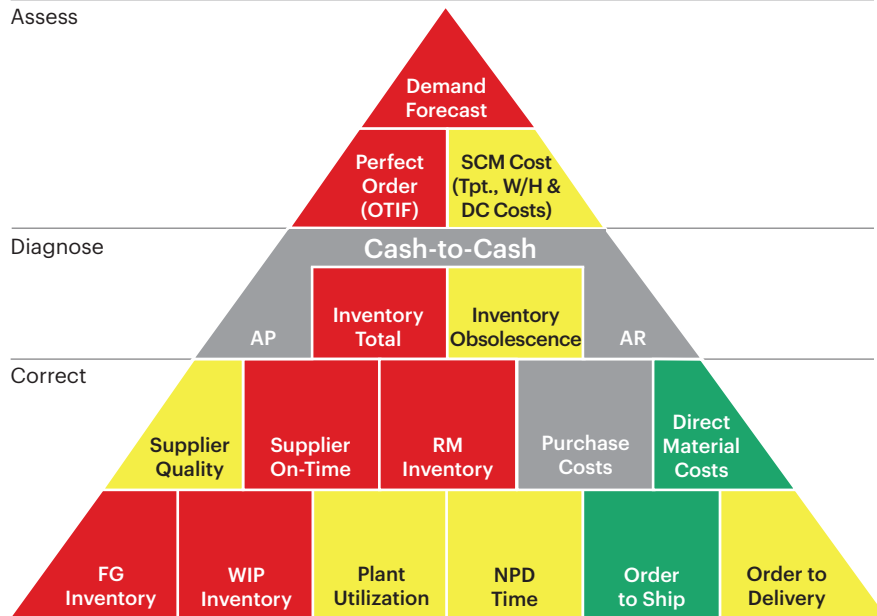 Assess
Demand
Forecast
Perfect
Order
(OTIF)
SCM Cost
(Tpt., W/H &
DC Costs)
Diagnose
Cash-to-Cash
AP
Inventory
Total
Inventory
Obsolescence
AR
Correct
Supplier
Quality
Supplier
On-Time
RM
Inventory
Purchase
Costs
Direct
Material
Costs
FG
Inventory
WIP
Inventory
Plant
Utilization
NPD
Time
Order
to Ship
Order to
Delivery